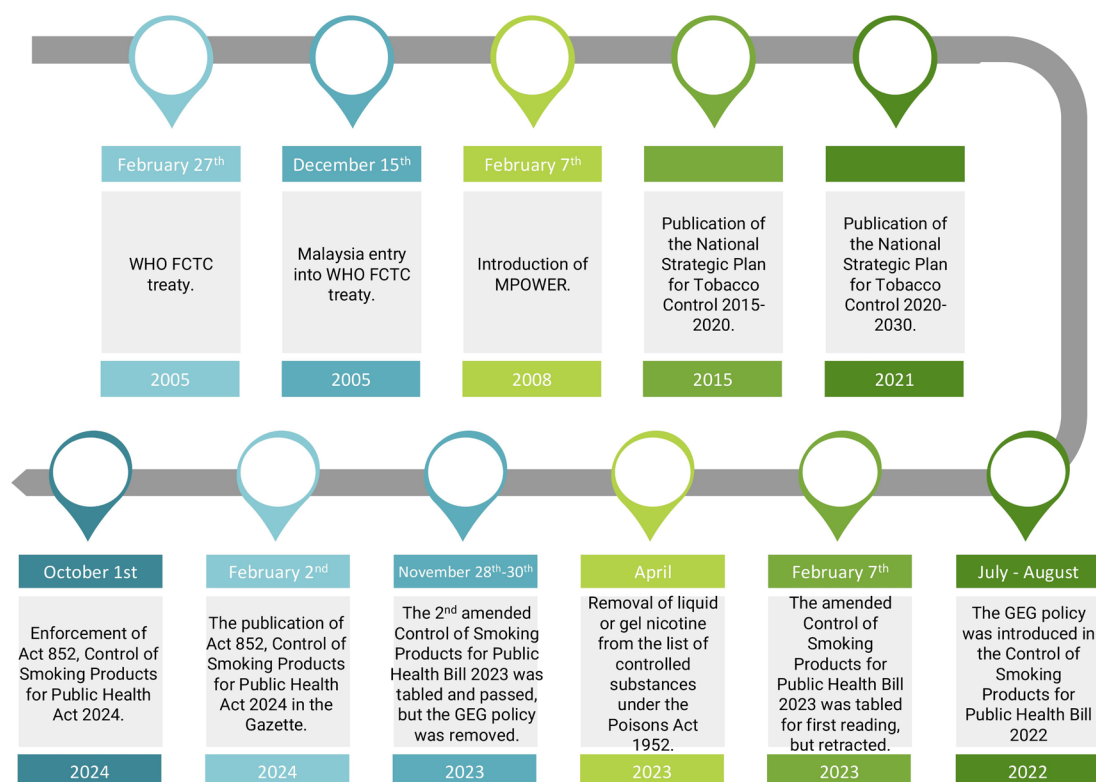 February 27th
WHO FCTC
treaty.
2005
December 15th
Malaysia entry
into WHO FCTC
treaty.
2005
February 7th
Introduction of
MPOWER.
2008
Publication of
the National
Strategic Plan
for Tobacco
Control 2015-
2020.
2015
Publication of
the National
Strategic Plan
for Tobacco
Control 2020-
2030.
2021
July - August
The GEG policy
was introduced in
the Control of
Smoking
Products for
Public Health Bill
2022
2022
February 7th
The amended
Control of
Smoking
Products for
Public Health Bill
2023 was tabled
for first reading,
but retracted.
2023
April
Removal of liquid
or gel nicotine
from the list of
controlled
substances
under the
Poisons Act
1952.
2023
November 28th-30th
The 2nd amended
Control of Smoking
Products for Public
Health Bill 2023 was
tabled and passed,
but the GEG policy
was removed.
2023
February 2nd
The publication of
Act 852, Control of
Smoking Products
for Public Health
Act 2024 in the
Gazette.
2024
October 1st
Enforcement of
Act 852, Control of
Smoking Products
for Public Health
Act 2024.
2024